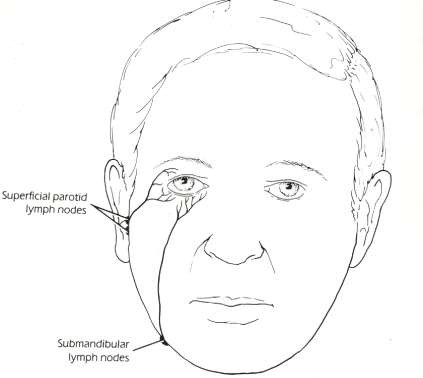 Superficial parotid
lymph nodes
Submandibular
lymph nodes